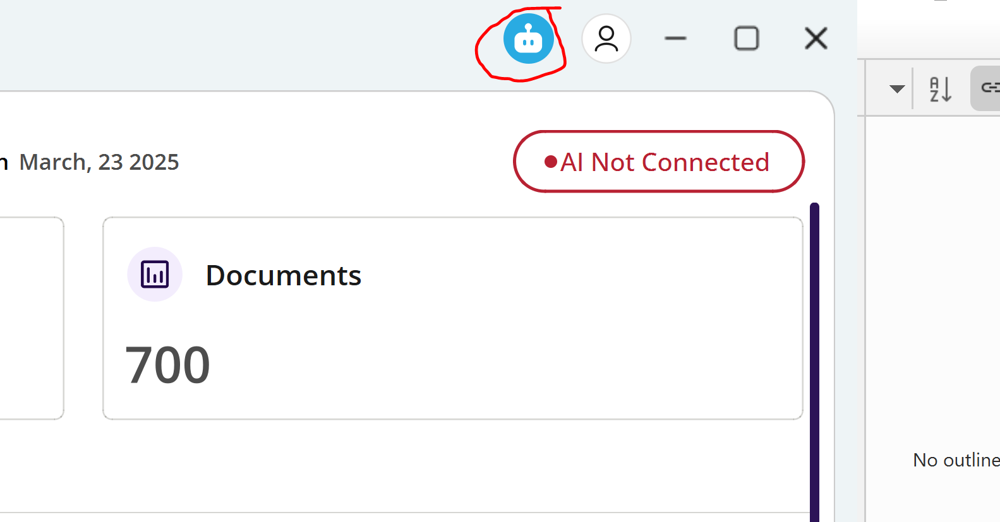 March, 23 2025
AI Not Connected
Documents
700
A
Z
No outline